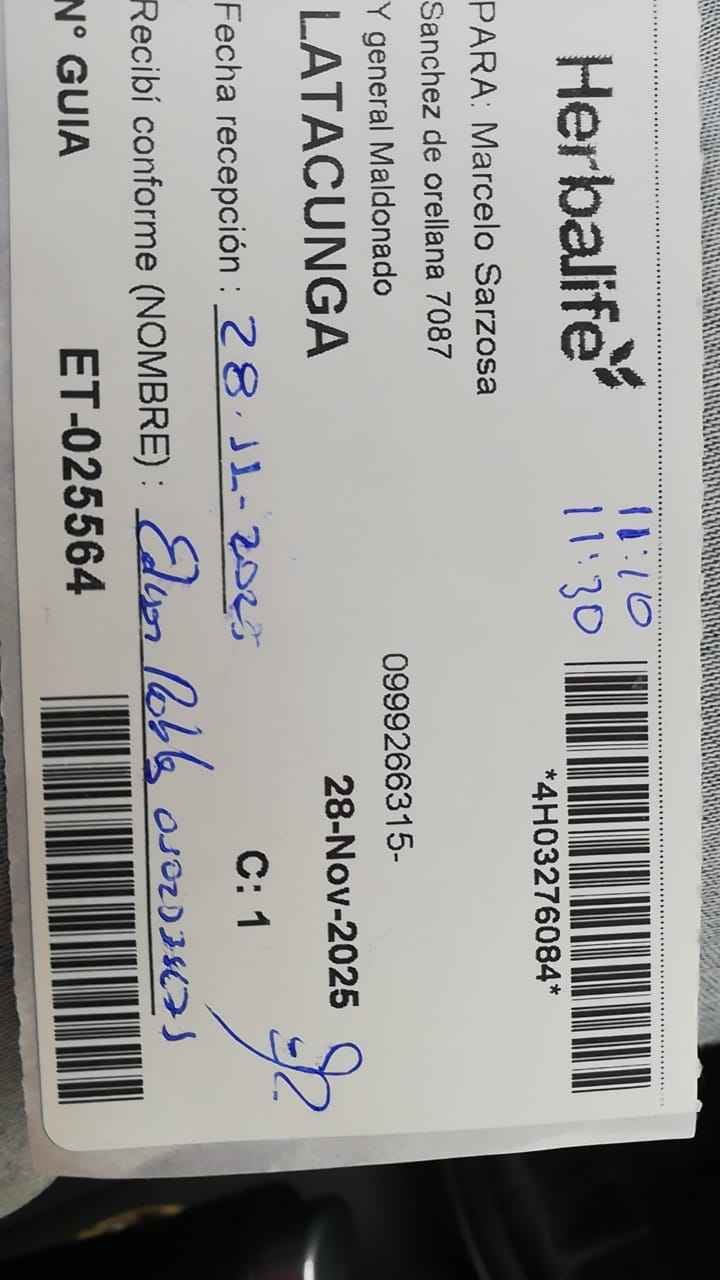 Herbalife
11:10
11:30
*4H03276084*
PARA: Marcelo Sarzosa
Sanchez de orellana 7087
0999266315-
Y general Maldonado
LATACUNGA
28-Nov-2025
Fecha recepción : 28.11-2025
C: 1
Recibí conforme (NOMBRE) :
N° GUIA
ET-025564